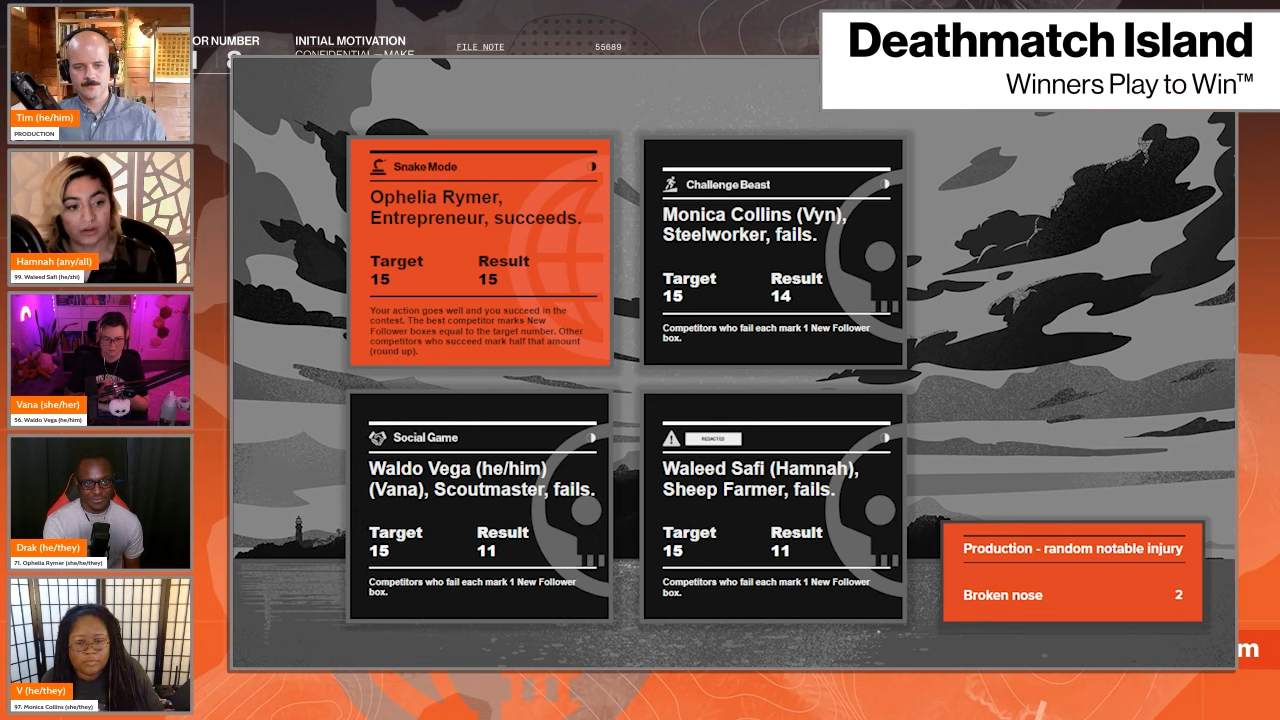 OR NUMBER
INITIAL MOTIVATION
FILE NOTE
55689
Deathmatch Island
Winners Play to Win™
Tim (he/him)
PRODUCTION
Hamnah (any/all)
99. Waleed Safi (he/zhi)
Vana (she/her)
36. Waldo Vega (he/him)
Drak (he/they)
71. Ophelia Rymer (she/he/they)
V (he/they)
97. Monica Collins (she/they)
Snake Mode
Ophelia Rymer,
Entrepreneur, succeeds.
Target
Result
15
15
Your action goes well and you succeed in the
contest. The best competitor marks New
Follower boxes equal to the target number. Other
competitors who succeed mark half that amount
(round up).
Challenge Beast
Monica Collins (Vyn),
Steelworker, fails.
Target
Result
15
14
Competitors who fail each mark 1 New Follower
box.
Social Game
Waldo Vega (he/him)
(Vana), Scoutmaster, fails.
Target
Result
15
11
Competitors who fail each mark 1 New Follower
box.
REDACTED
Waleed Safi (Hamnah),
Sheep Farmer, fails.
Target
Result
15
11
Competitors who fail each mark 1 New Follower
box.
Production - random notable injury
Broken nose
2
m